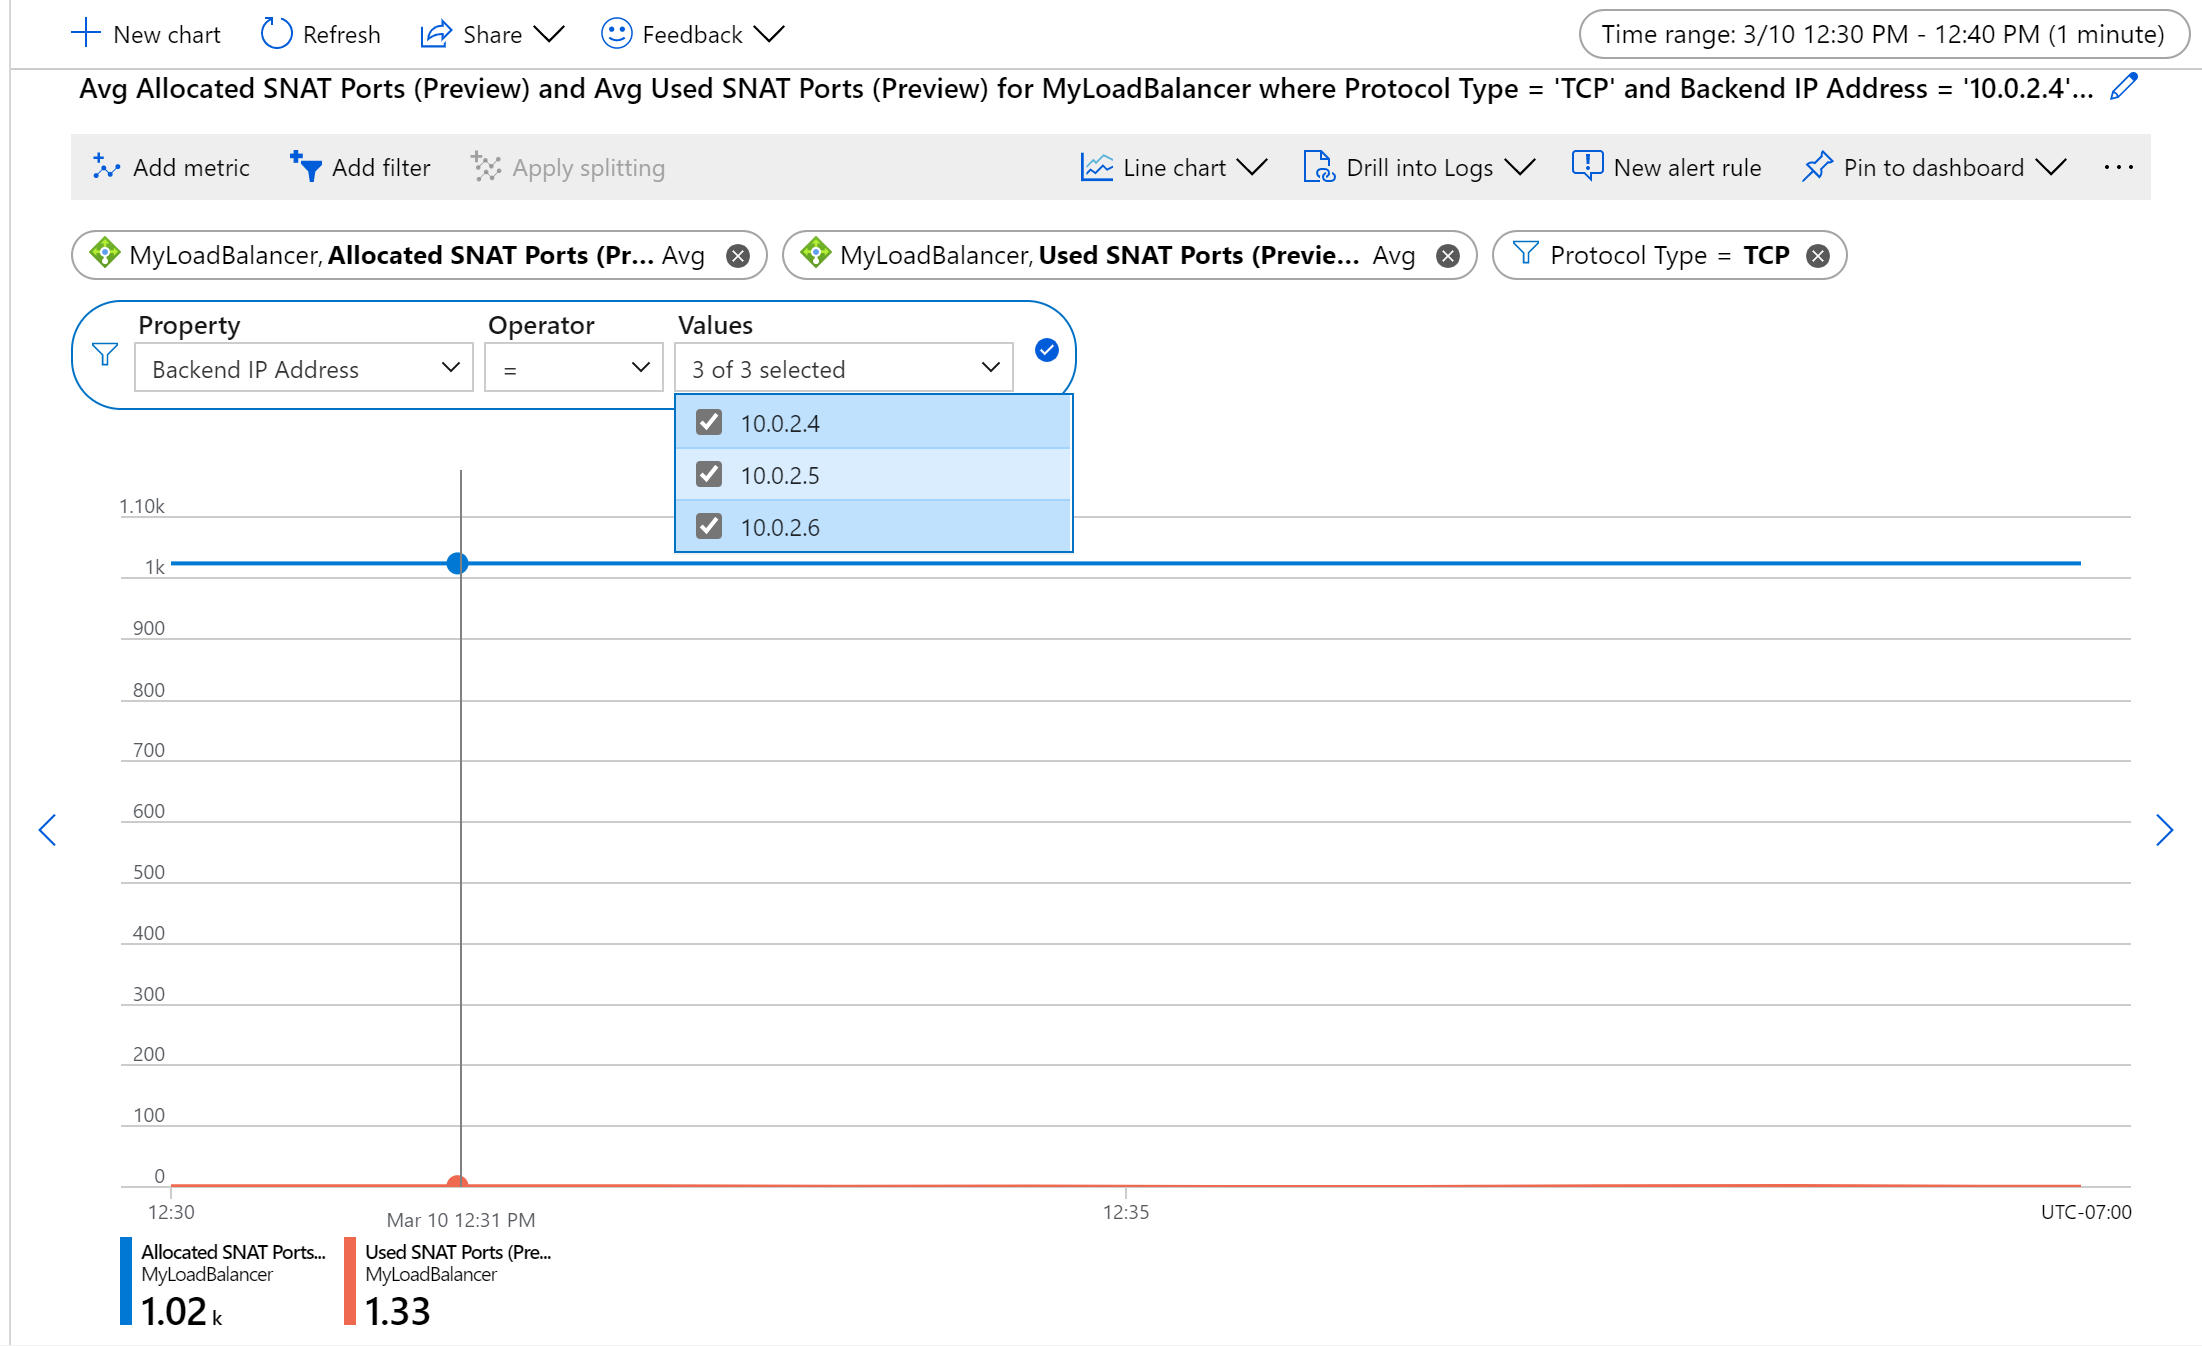 New chart Refresh Share Feedback Time range: 3/10 12:30 PM - 12:40 PM (1 minute)
Avg Allocated SNAT Ports (Preview) and Avg Used SNAT Ports (Preview) for MyLoadBalancer where Protocol Type = 'TCP' and Backend IP Address = '10.0.2.4'...
Add metric Add filter Apply splitting Line chart Drill into Logs New alert rule Pin to dashboard ...
MyLoadBalancer, Allocated SNAT Ports (Pr... Avg MyLoadBalancer, Used SNAT Ports (Previe... Avg Protocol Type = TCP
Property Operator Values
Backend IP Address = 3 of 3 selected
10.0.2.4
10.0.2.5
10.0.2.6
1.10k
1k
900
800
700
600
500
400
300
200
100
0
12:30 Mar 10 12:31 PM 12:35 UTC-07:00
Allocated SNAT Ports... Used SNAT Ports (Pre...
MyLoadBalancer MyLoadBalancer
1.02 k 1.33